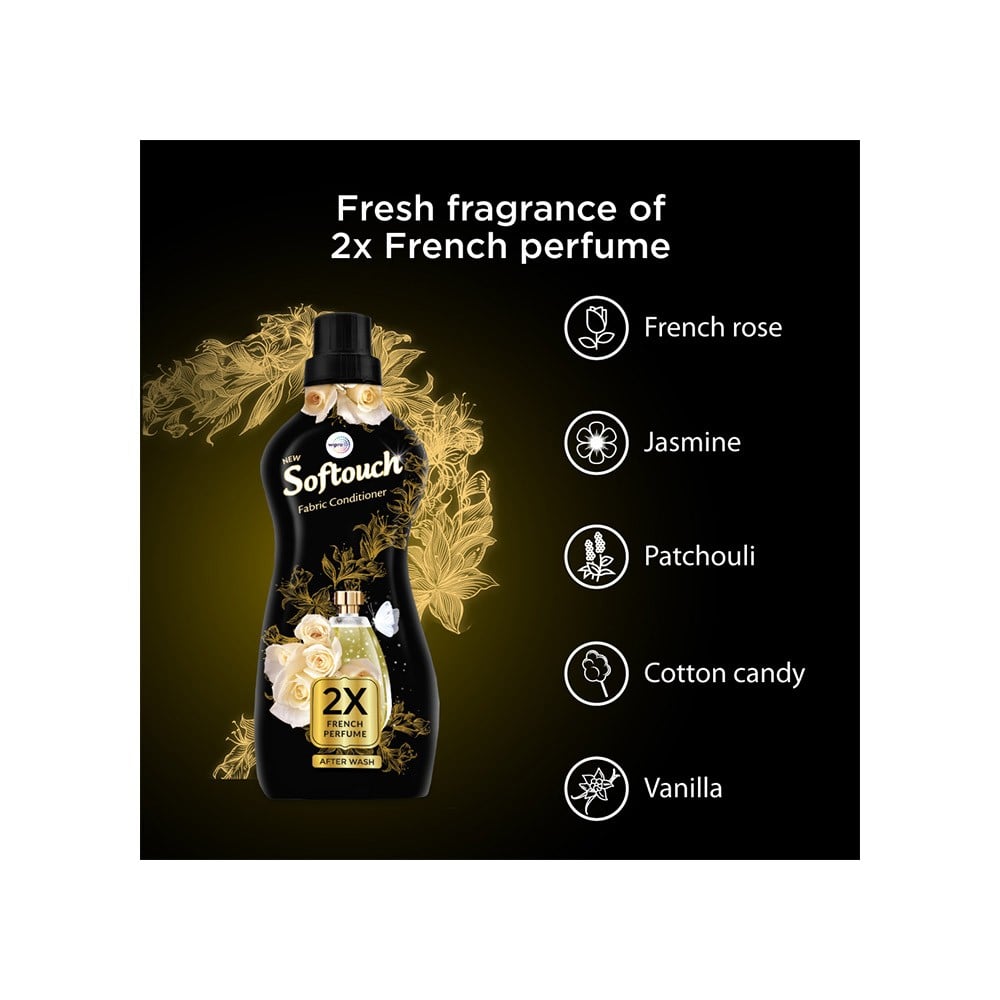 Fresh fragrance of
2x French perfume
French rose
Jasmine
Patchouli
Cotton candy
Vanilla
wipro
NEW
Softouch
Fabric Conditioner
2X
FRENCH
PERFUME
AFTER WASH